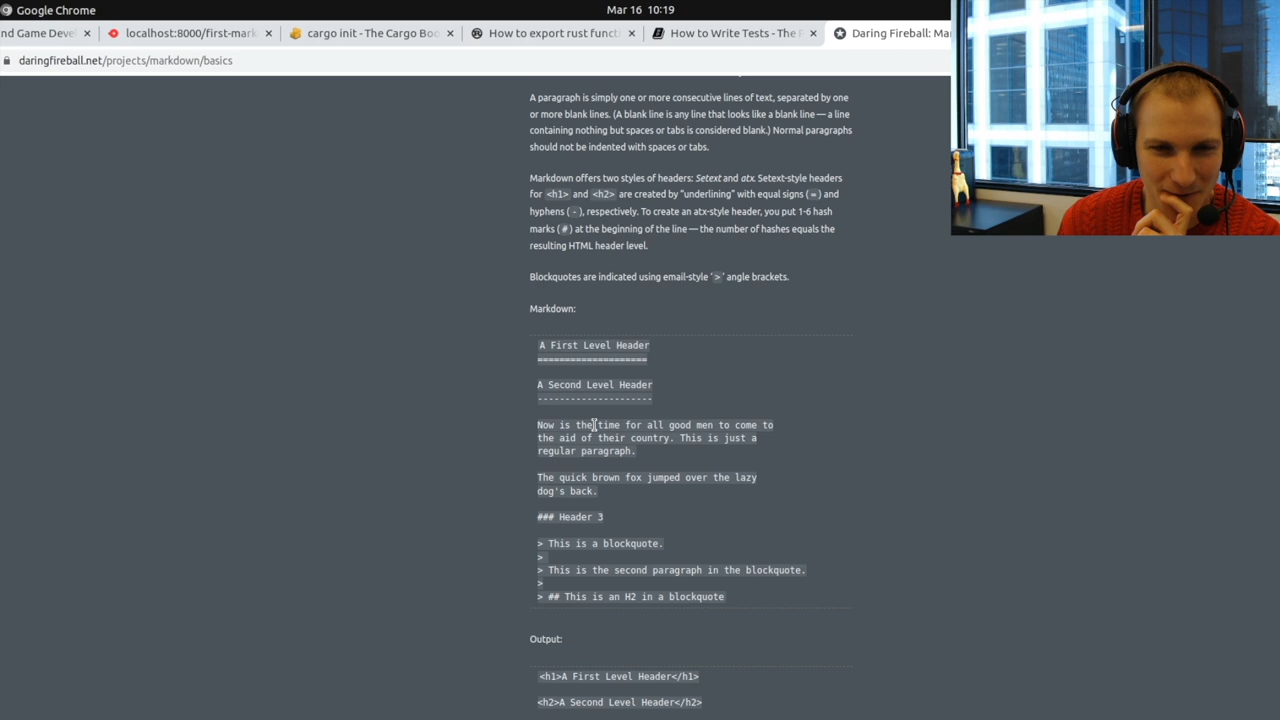 Google Chrome
Mar 16 10:19
nd Game Deve
localhost:8000/first-mark
cargo init - The Cargo Boo
How to export rust functi
How to Write Tests - The R
Daring Fireball: Ma
daringfireball.net/projects/markdown/basics
A paragraph is simply one or more consecutive lines of text, separated by one
or more blank lines. (A blank line is any line that looks like a blank line — a line
containing nothing but spaces or tabs is considered blank.) Normal paragraphs
should not be indented with spaces or tabs.
Markdown offers two styles of headers: Setext and atx. Setext-style headers
for <h1> and <h2> are created by "underlining" with equal signs (=) and
hyphens (-), respectively. To create an atx-style header, you put 1-6 hash
marks (#) at the beginning of the line — the number of hashes equals the
resulting HTML header level.
Blockquotes are indicated using email-style ‘>’ angle brackets.
Markdown:
A First Level Header
====================
A Second Level Header
---------------------
Now is the time for all good men to come to
the aid of their country. This is just a
regular paragraph.
The quick brown fox jumped over the lazy
dog's back.
### Header 3
> This is a blockquote.
>
> This is the second paragraph in the blockquote.
>
> ## This is an H2 in a blockquote
Output:
<h1>A First Level Header</h1>
<h2>A Second Level Header</h2>